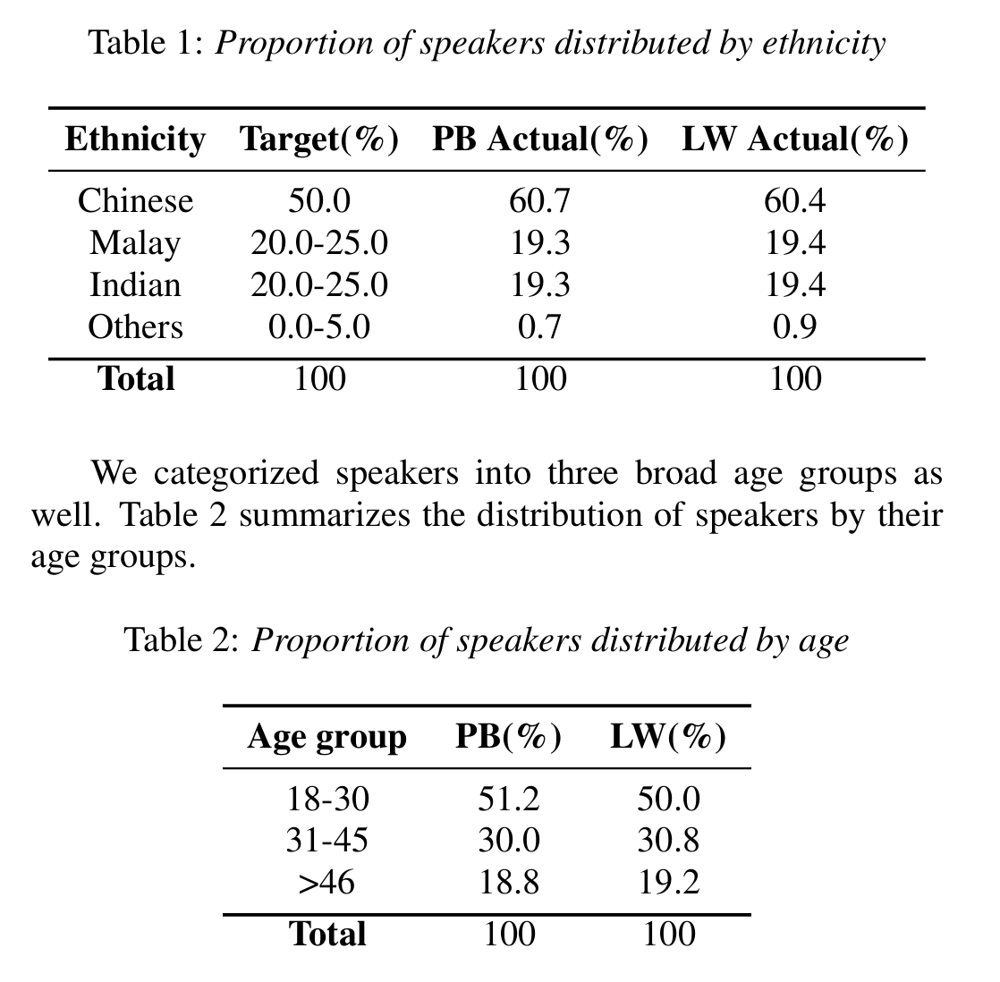 Table 1: Proportion of speakers distributed by ethnicity
Ethnicity Target(%) PB Actual(%) LW Actual(%)
Chinese 50.0 60.7 60.4
Malay 20.0-25.0 19.3 19.4
Indian 20.0-25.0 19.3 19.4
Others 0.0-5.0 0.7 0.9
Total 100 100 100
We categorized speakers into three broad age groups as
well. Table 2 summarizes the distribution of speakers by their
age groups.
Table 2: Proportion of speakers distributed by age
Age group PB(%) LW(%)
18-30 51.2 50.0
31-45 30.0 30.8
>46 18.8 19.2
Total 100 100